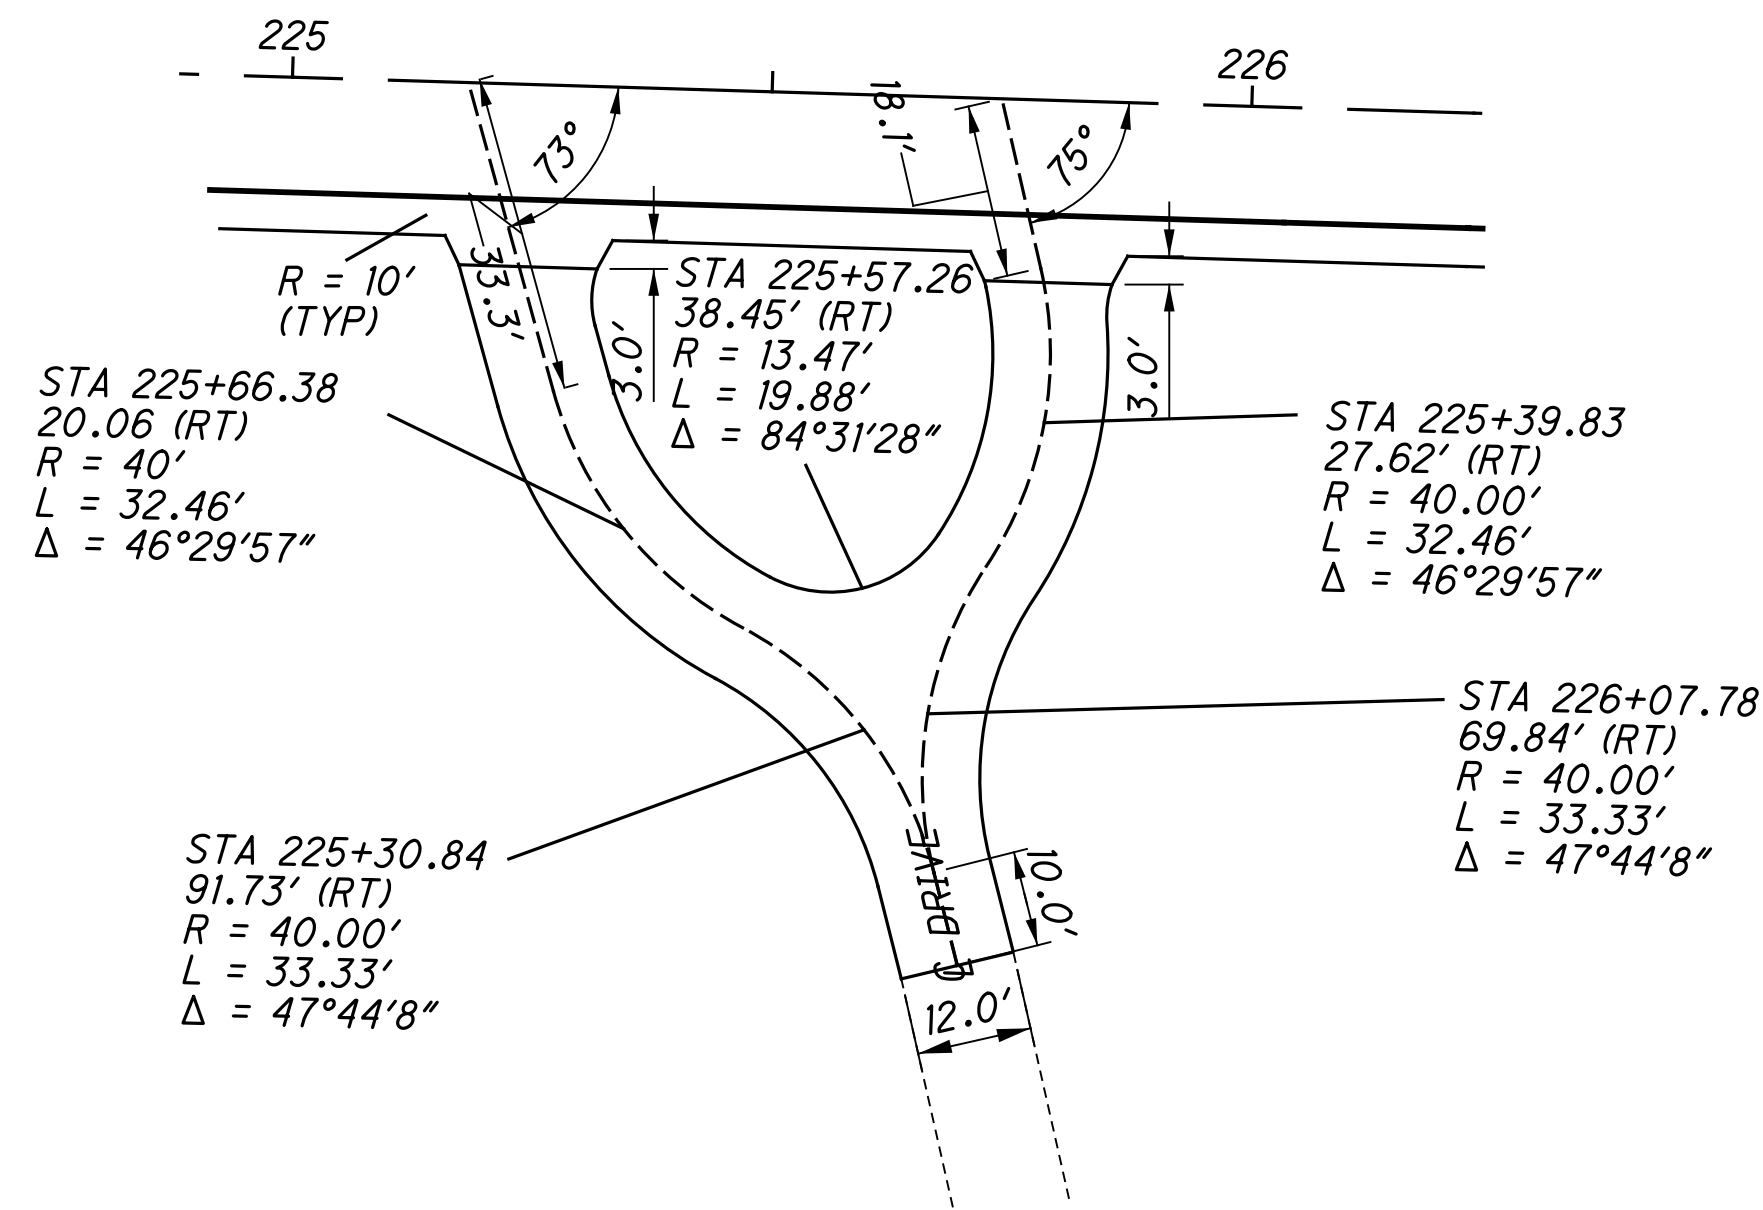 225
226
18.1'
73°
75°
R = 10'
(TYP)
33.3'
3.0'
STA 225+57.26
38.45' (RT)
R = 13.47'
L = 19.88'
Δ = 84°31'28"
3.0'
STA 225+66.38
20.06 (RT)
R = 40'
L = 32.46'
Δ = 46°29'57"
STA 225+39.83
27.62' (RT)
R = 40.00'
L = 32.46'
Δ = 46°29'57"
STA 226+07.78
69.84' (RT)
R = 40.00'
L = 33.33'
Δ = 47°44'8"
STA 225+30.84
91.73' (RT)
R = 40.00'
L = 33.33'
Δ = 47°44'8"
10.0'
12.0'